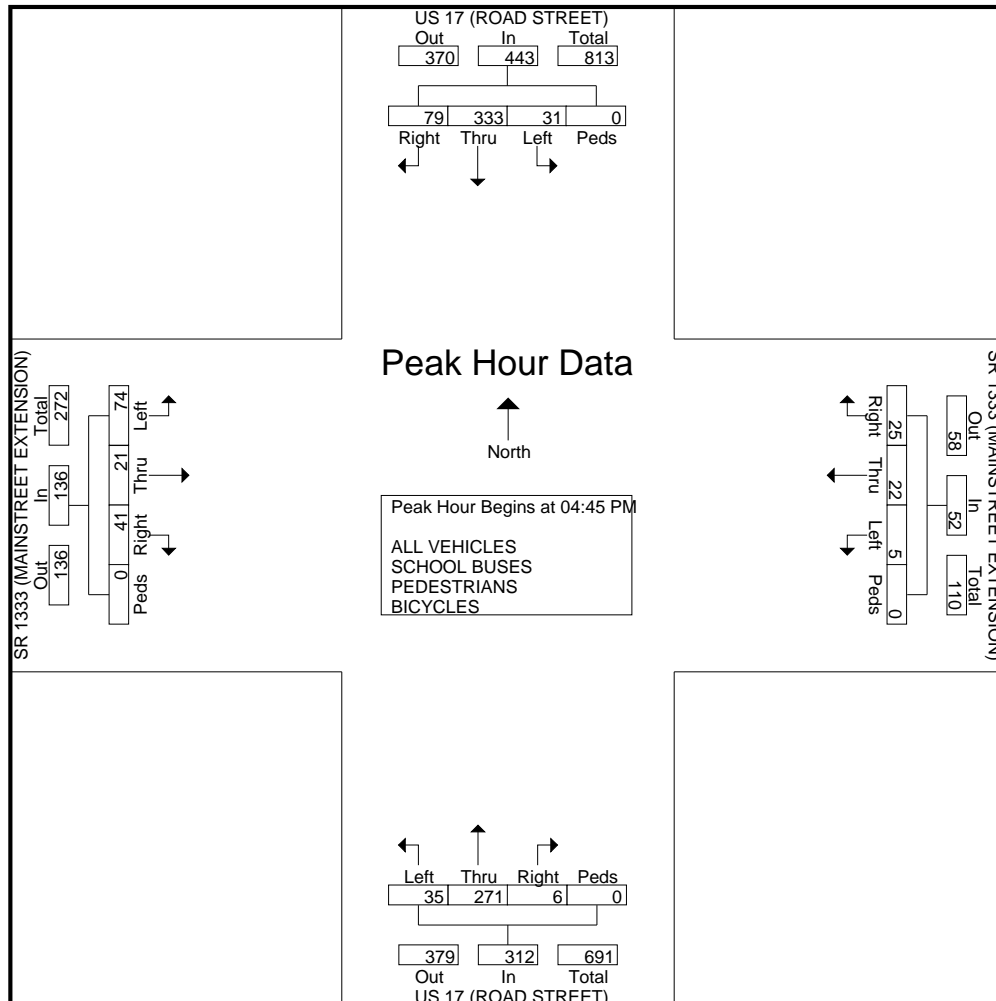 US 17 (ROAD STREET)
Out In Total
370 443 813
79 333 31 0
Right Thru Left Peds
Peak Hour Data
North
Peak Hour Begins at 04:45 PM
ALL VEHICLES
SCHOOL BUSES
PEDESTRIANS
BICYCLES
SR 1333 (MAINSTREET EXTENSION)
Out In Total
136 136 272
0 41 21 74
Peds Right Thru Left
SR 1333 (MAINSTREET EXTENSION)
Out In Total
58 52 110
25 22 5 0
Right Thru Left Peds
Left Thru Right Peds
35 271 6 0
379 312 691
Out In Total
US 17 (ROAD STREET)